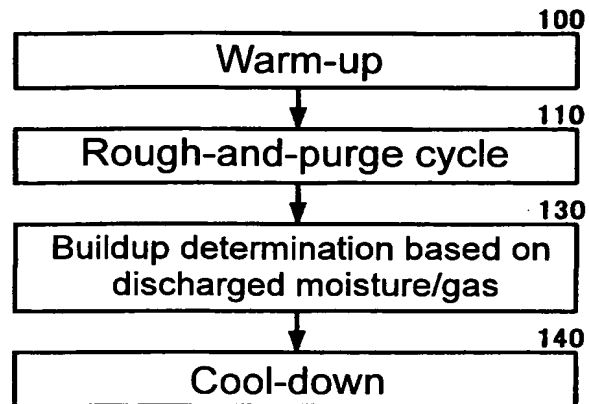 100
Warm-up
110
Rough-and-purge cycle
130
Buildup determination based on
discharged moisture/gas
140
Cool-down